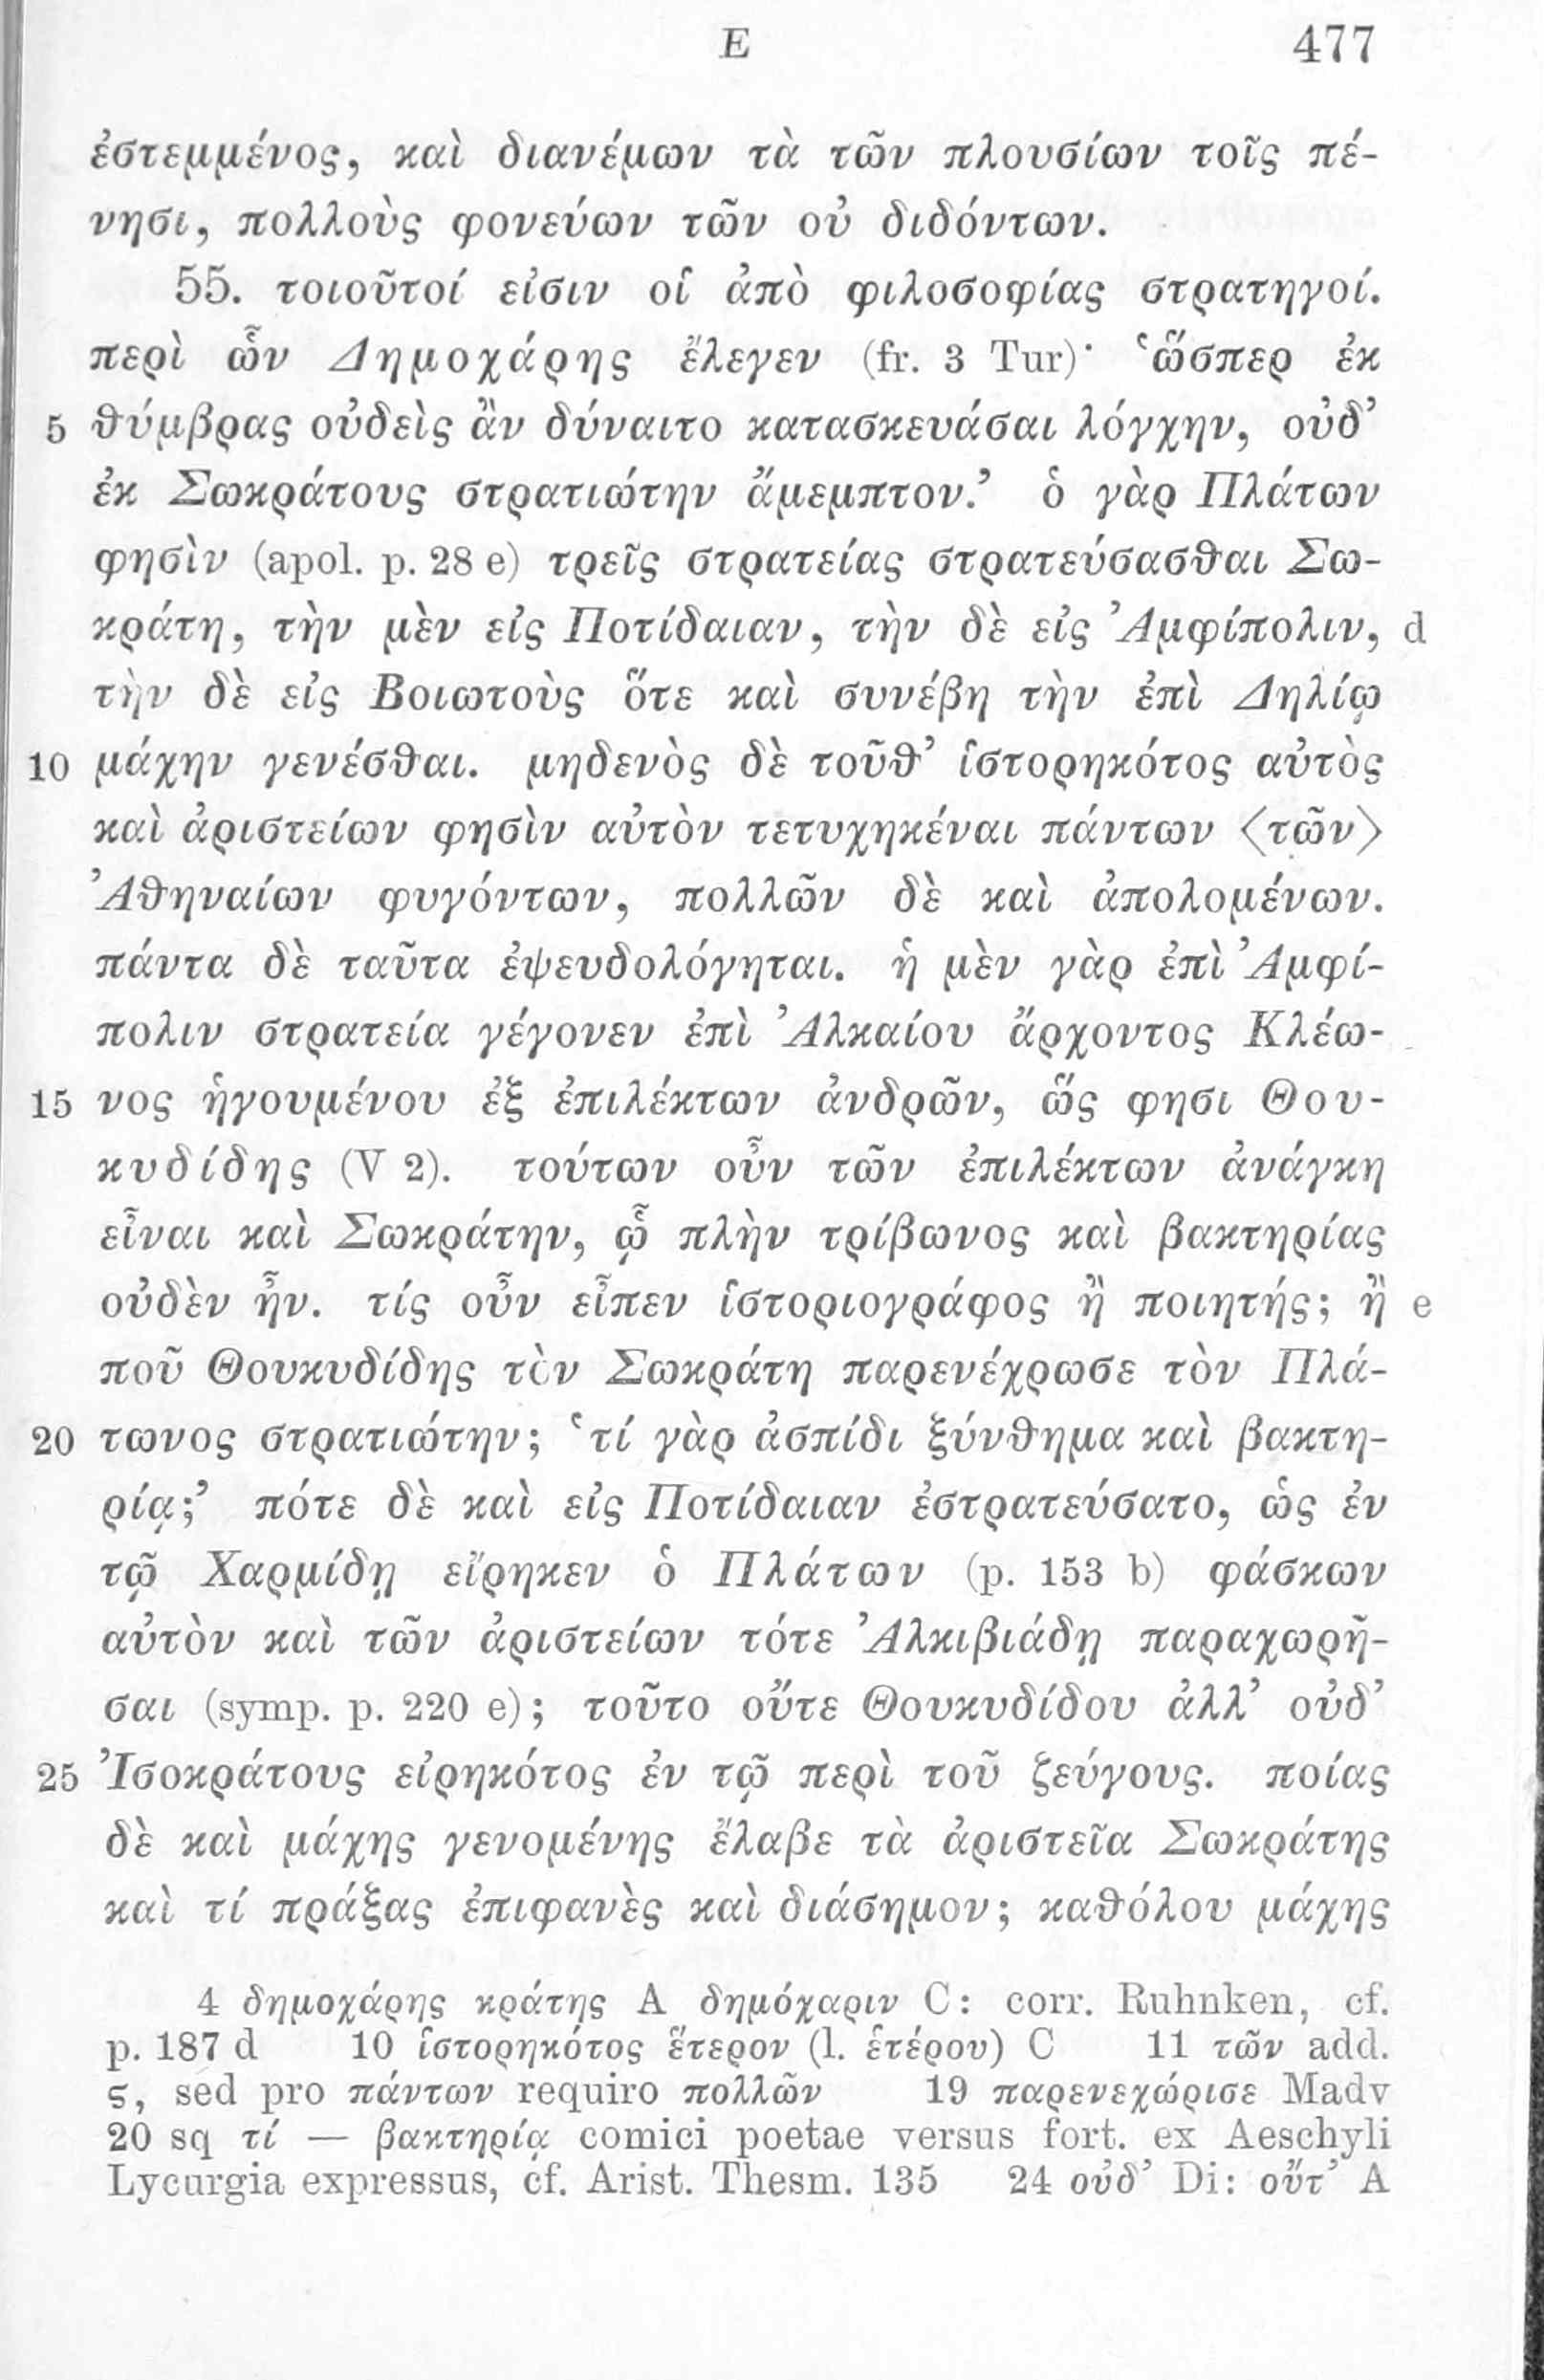 E 477
ἐστεμμένος, καὶ διανέμων τὰ τῶν πλουσίων τοῖς πέ-
νησι, πολλοὺς φονεύων τῶν οὐ διδόντων.
55. τοιοῦτοί εἰσιν οἱ ἀπὸ φιλοσοφίας στρατηγοί.
περὶ ὧν Δημοχάρης ἔλεγεν (fr. 3 Tur)· ‘ὥσπερ ἐκ
5 θύμβρας οὐδεὶς ἂν δύναιτο κατασκευάσαι λόγχην, οὐδ’
ἐκ Σωκράτους στρατιώτην ἄμεμπτον.’ ὁ γὰρ Πλάτων
φησὶν (apol. p. 28 e) τρεῖς στρατείας στρατεύσασθαι Σω-
κράτη, τὴν μὲν εἰς Ποτίδαιαν, τὴν δὲ εἰς Ἀμφίπολιν, d
τὴν δὲ εἰς Βοιωτοὺς ὅτε καὶ συνέβη τὴν ἐπὶ Δηλίῳ
10 μάχην γενέσθαι. μηδενὸς δὲ τοῦθ’ ἱστορηκότος αὐτὸς
καὶ ἀριστείων φησὶν αὐτὸν τετυχηκέναι πάντων <τῶν>
Ἀθηναίων φυγόντων, πολλῶν δὲ καὶ ἀπολομένων.
πάντα δὲ ταῦτα ἐψευδολόγηται. ἡ μὲν γὰρ ἐπὶ Ἀμφί-
πολιν στρατεία γέγονεν ἐπὶ Ἀλκαίου ἄρχοντος Κλέω-
15 νος ἡγουμένου ἐξ ἐπιλέκτων ἀνδρῶν, ὥς φησι Θου-
κυδίδης (V 2). τούτων οὖν τῶν ἐπιλέκτων ἀνάγκη
εἶναι καὶ Σωκράτην, ᾧ πλὴν τρίβωνος καὶ βακτηρίας
οὐδὲν ἦν. τίς οὖν εἶπεν ἱστοριογράφος ἢ ποιητής; ἢ e
ποῦ Θουκυδίδης τὸν Σωκράτη παρενέχρωσε τὸν Πλά-
20 τωνος στρατιώτην; ‘τί γὰρ ἀσπίδι ξύνθημα καὶ βακτη-
ρίᾳ;’ πότε δὲ καὶ εἰς Ποτίδαιαν ἐστρατεύσατο, ὡς ἐν
τῷ Χαρμίδῃ εἴρηκεν ὁ Πλάτων (p. 153 b) φάσκων
αὐτὸν καὶ τῶν ἀριστείων τότε Ἀλκιβιάδῃ παραχωρῆ-
σαι (symp. p. 220 e); τοῦτο οὔτε Θουκυδίδου ἀλλ’ οὐδ’
25 Ἰσοκράτους εἰρηκότος ἐν τῷ περὶ τοῦ ζεύγους. ποίας
δὲ καὶ μάχης γενομένης ἔλαβε τὰ ἀριστεῖα Σωκράτης
καὶ τί πράξας ἐπιφανὲς καὶ διάσημον; καθόλου μάχης
4 δημοχάρης κράτης A δημόχαριν C: corr. Ruhnken, cf.
p. 187 d 10 ἱστορηκότος ἕτερον (l. ἑτέρου) C 11 τῶν add.
ς, sed pro πάντων requiro πολλῶν 19 παρενεχώρισε Madv
20 sq τί — βακτηρίᾳ comici poetae versus fort. ex Aeschyli
Lycurgia expressus, cf. Arist. Thesm. 135 24 οὐδ’ Di: οὔτ’ A